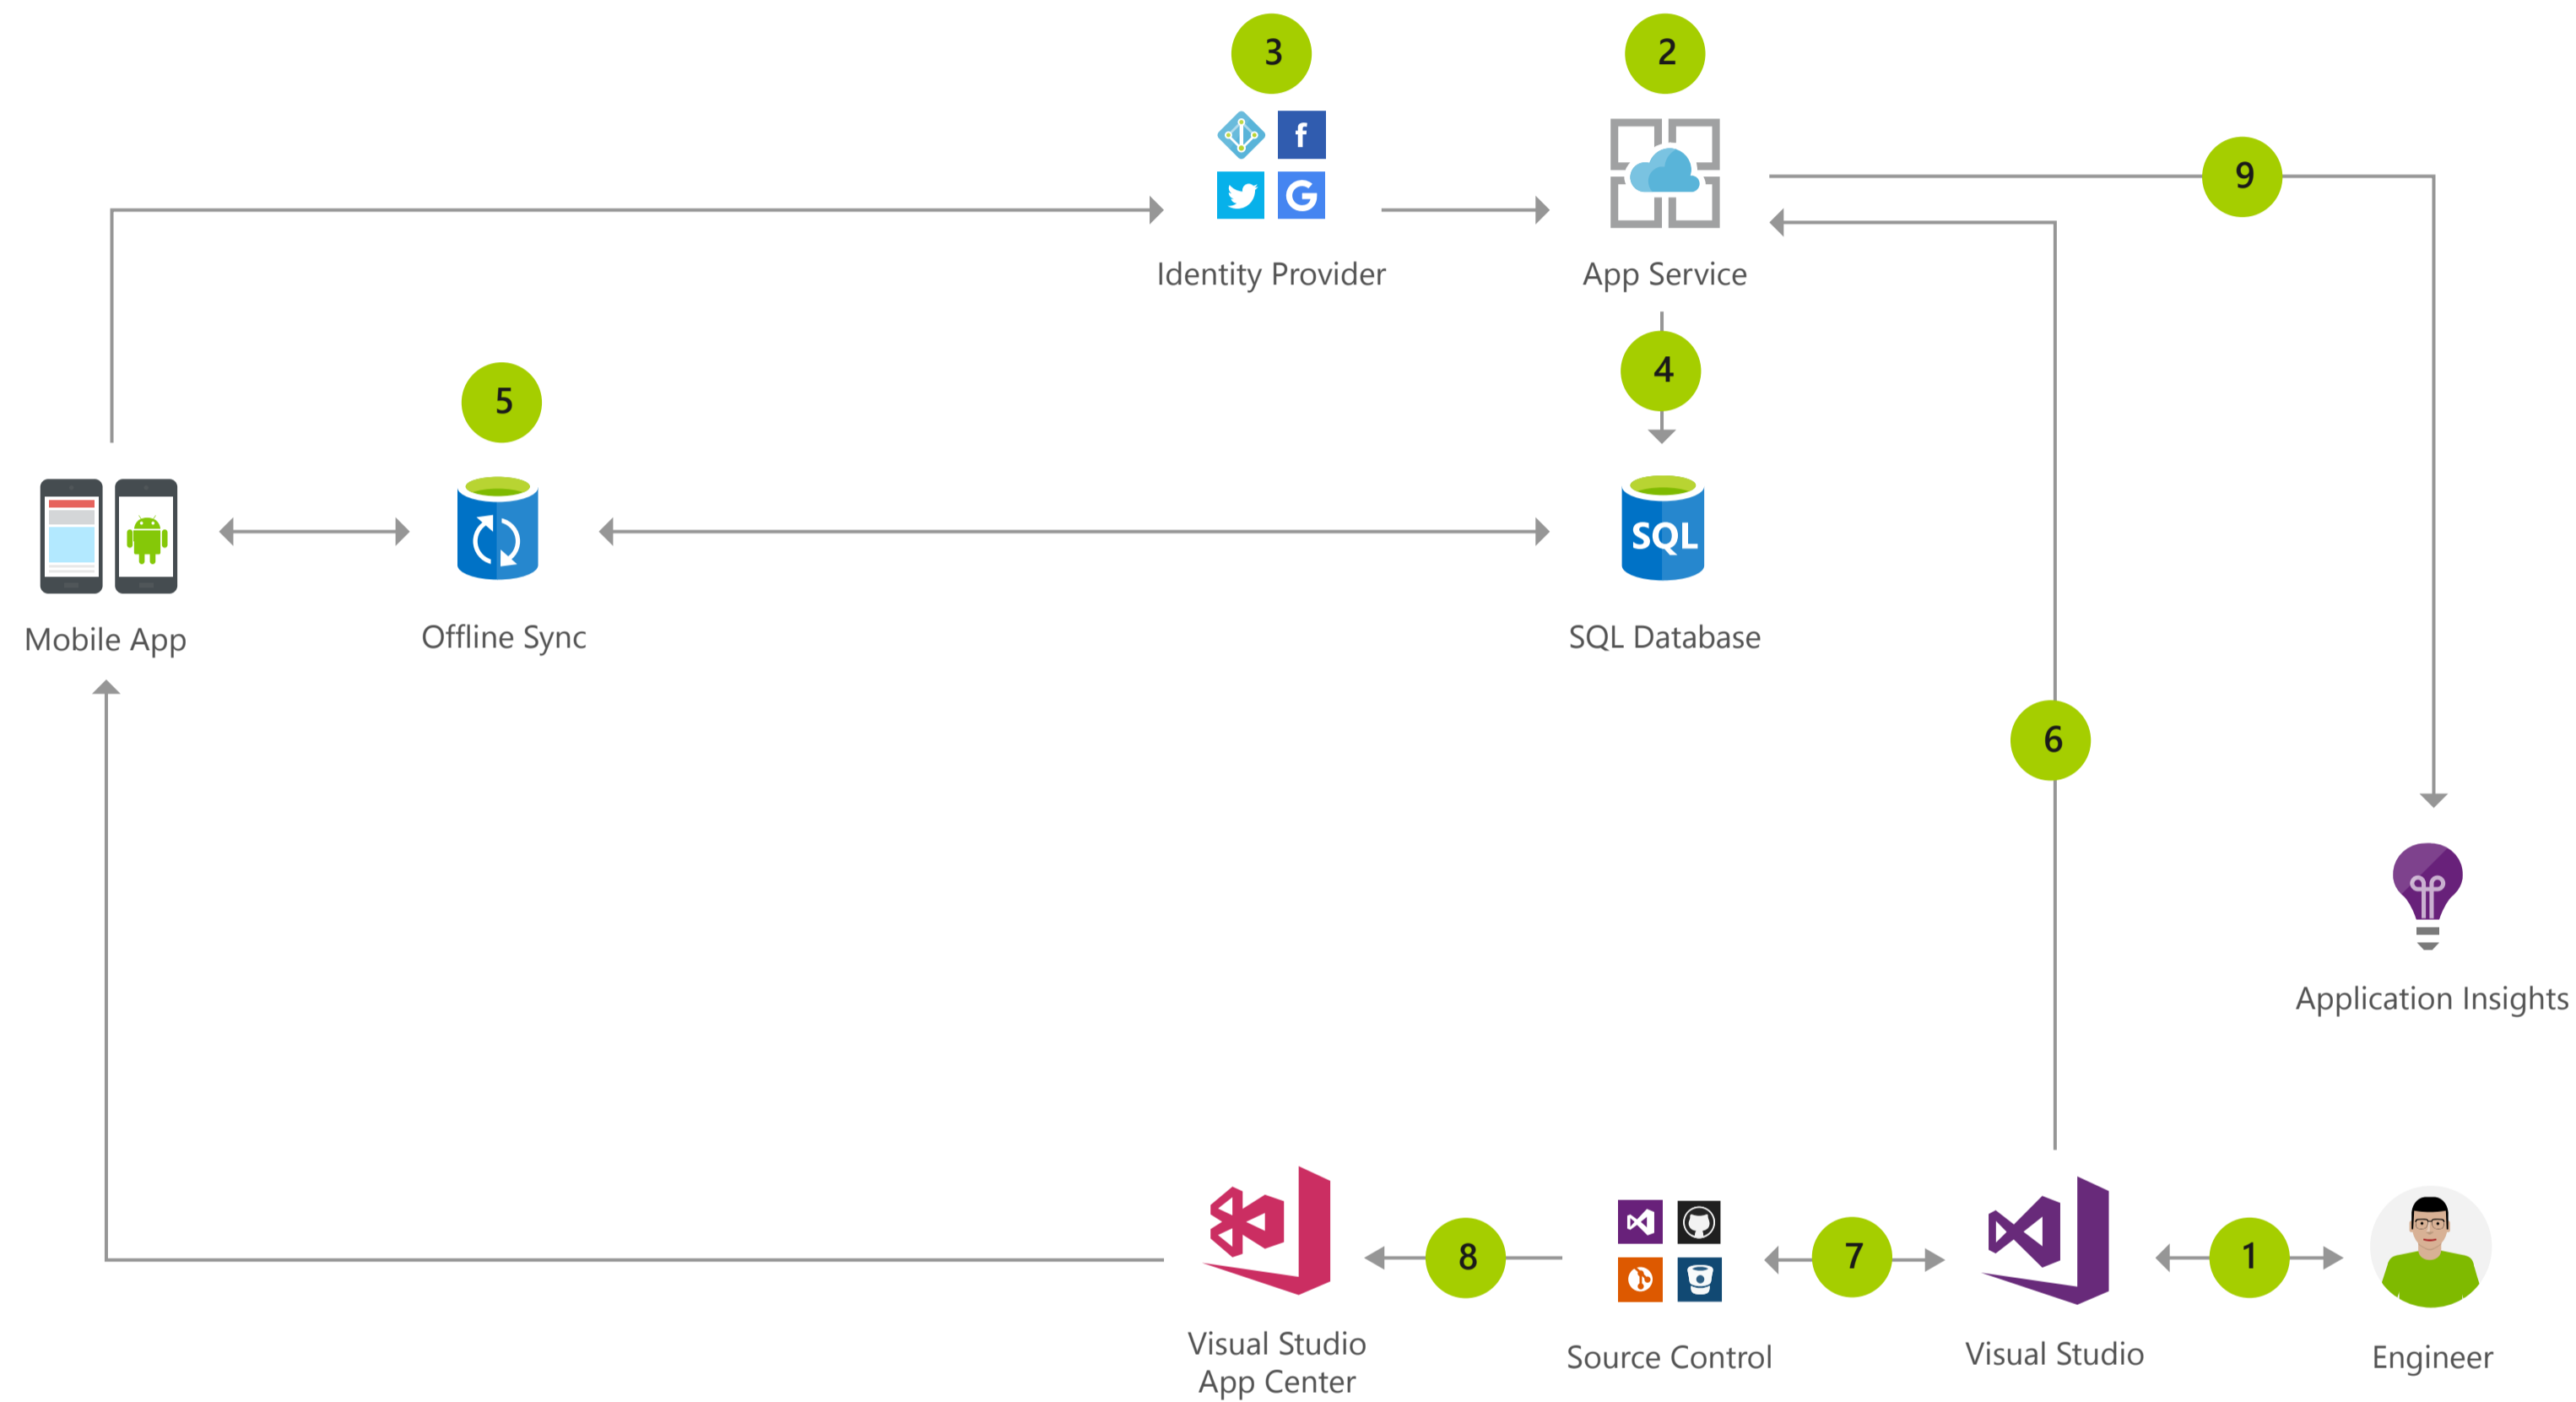 3
2
f
G
9
Identity Provider
App Service
4
5
SQL
Mobile App
Offline Sync
SQL Database
6
Application Insights
8
7
1
Visual Studio
App Center
Source Control
Visual Studio
Engineer